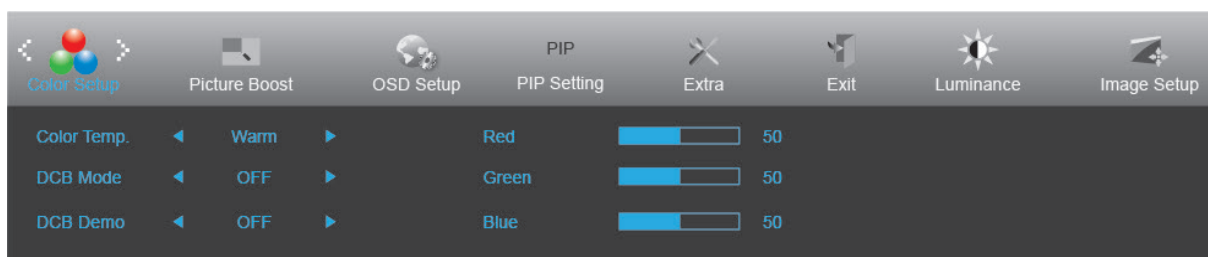 PIP
Color Setup Picture Boost OSD Setup PIP Setting Extra Exit Luminance Image Setup
Color Temp. Warm Red 50
DCB Mode OFF Green 50
DCB Demo OFF Blue 50